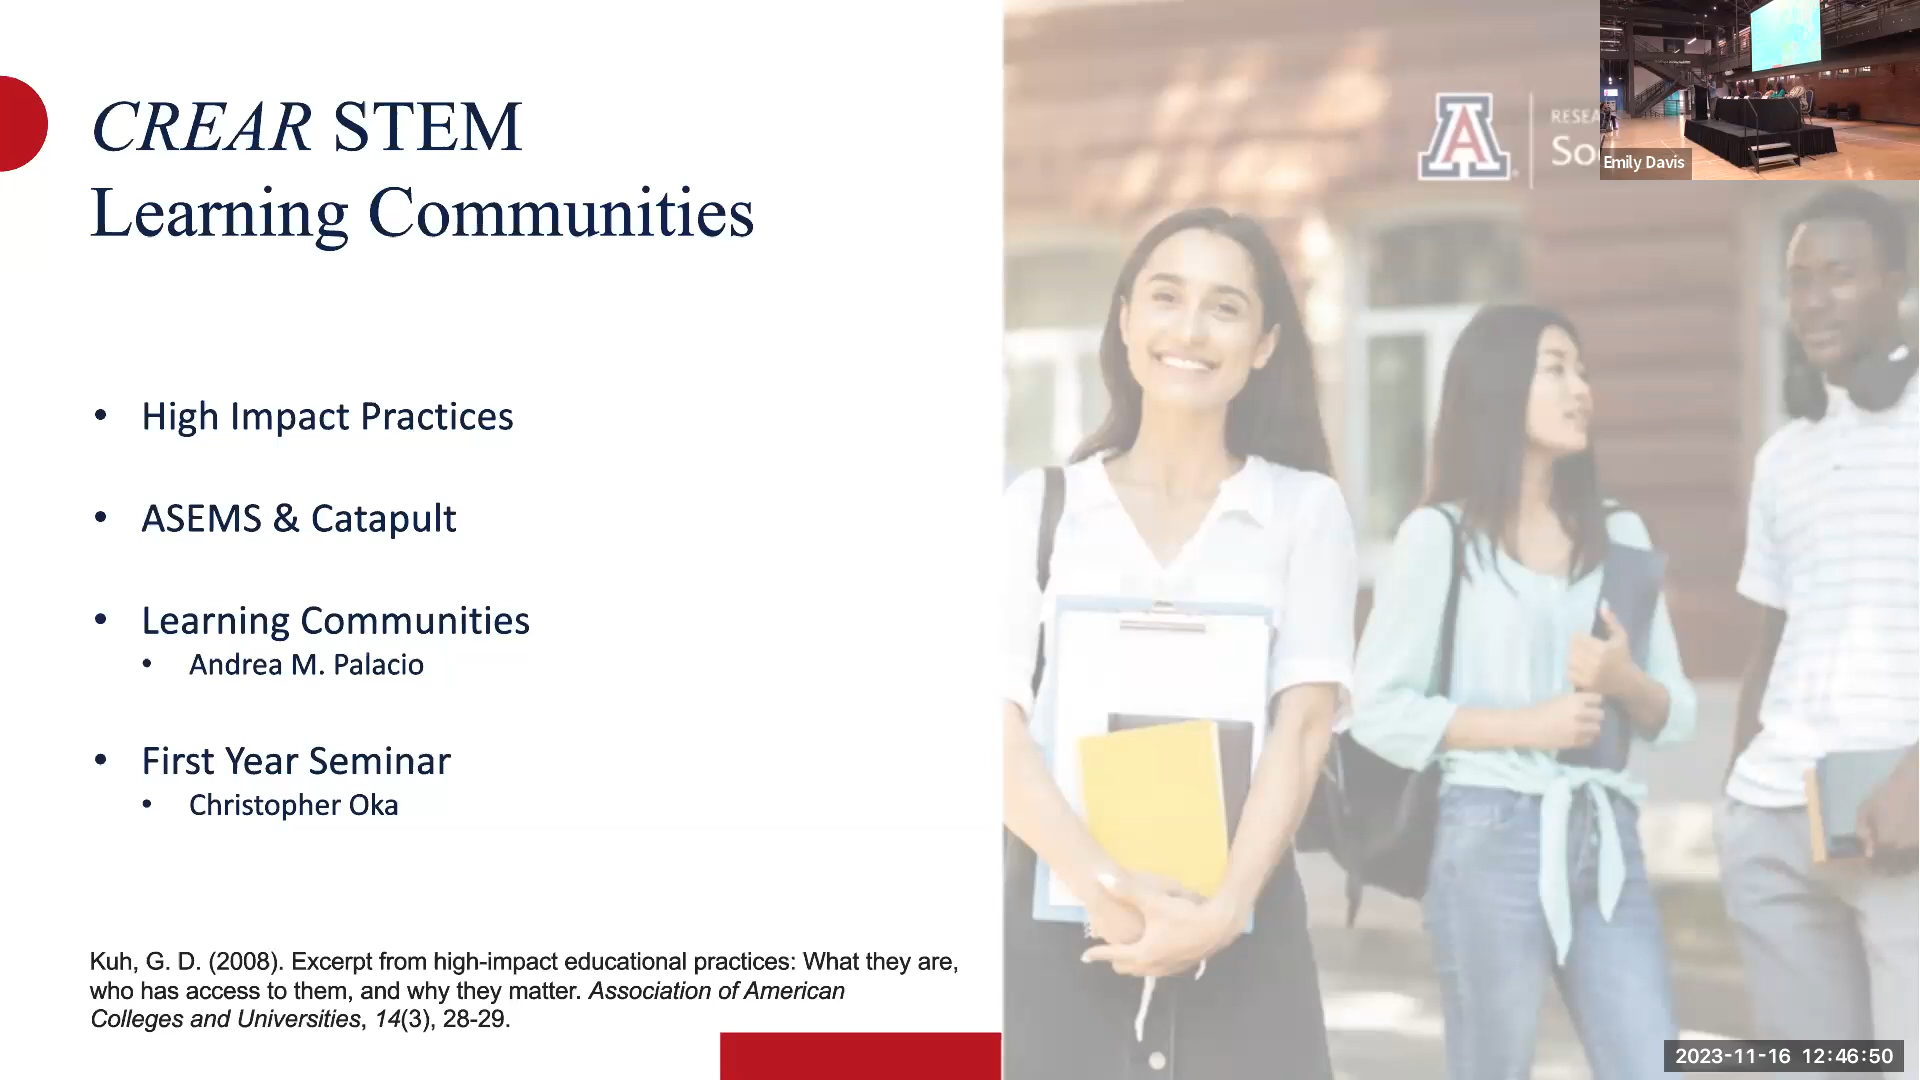 CREAR STEM
Learning Communities
• High Impact Practices
• ASEMS & Catapult
• Learning Communities
• Andrea M. Palacio
• First Year Seminar
• Christopher Oka
Kuh, G. D. (2008). Excerpt from high-impact educational practices: What they are,
who has access to them, and why they matter. Association of American
Colleges and Universities, 14(3), 28-29.
A
Emily Davis
2023-11-16 12:46:50